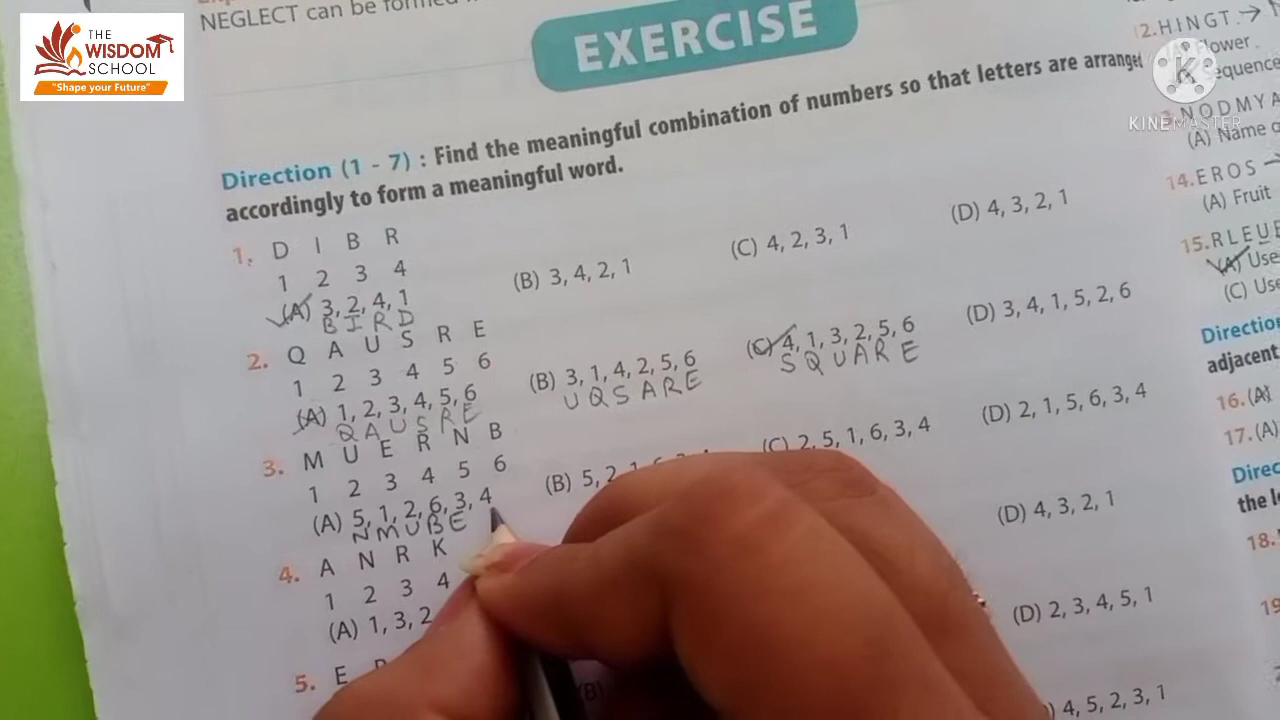 THE
WISDOM
SCHOOL
"Shape your Future"
NEGLECT can be formed
EXERCISE
K
KINEMASTER
Direction (1 - 7) : Find the meaningful combination of numbers so that letters are arranged
accordingly to form a meaningful word.
1. D I B R
1 2 3 4
(A) 3, 2, 4, 1 (B) 3, 4, 2, 1 (C) 4, 2, 3, 1 (D) 4, 3, 2, 1
B I R D
2. Q A U S R E
1 2 3 4 5 6
(A) 1, 2, 3, 4, 5, 6 (B) 3, 1, 4, 2, 5, 6 (C) 4, 1, 3, 2, 5, 6 (D) 3, 4, 1, 5, 2, 6
Q A U S R E U Q S A R E S Q U A R E
3. M U E R N B
1 2 3 4 5 6
(A) 5, 1, 2, 6, 3, 4 (B) 5, 2, 1 (C) 2, 5, 1, 6, 3, 4 (D) 2, 1, 5, 6, 3, 4
N M U B E
4. A N R K
1 2 3 4
(A) 1, 3, 2 (D) 4, 3, 2, 1
5. E
(D) 2, 3, 4, 5, 1
(B)
4, 5, 2, 3, 1
2. H I N G T. →
lower
sequence
N O D M Y A
(A) Name
14. E R O S
(A) Fruit
15. R L E U E
(A) Use
(C) Use
Direction
adjacent
16. (A)
17. (A)
Direc
the l
18.
19